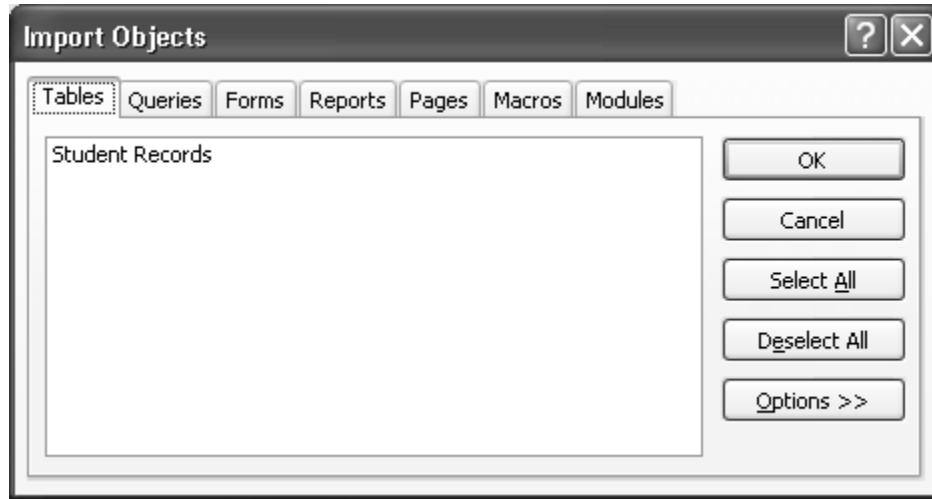 Import Objects
Tables Queries Forms Reports Pages Macros Modules
Student Records
OK
Cancel
Select All
Deselect All
Options >>